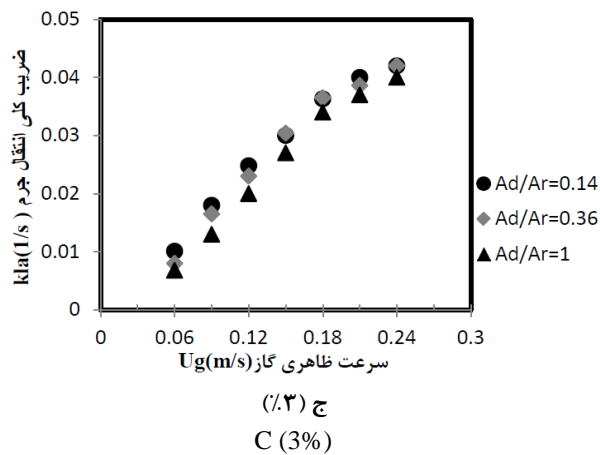 0.05
0.04
0.03
0.02
0.01
0
ضریب کلی انتقال جرم kla(1/s )
Ad/Ar=0.14
Ad/Ar=0.36
Ad/Ar=1
0 0.06 0.12 0.18 0.24 0.3
سرعت ظاهری گاز Ug(m/s)
ج (۳٪)
C (3%)